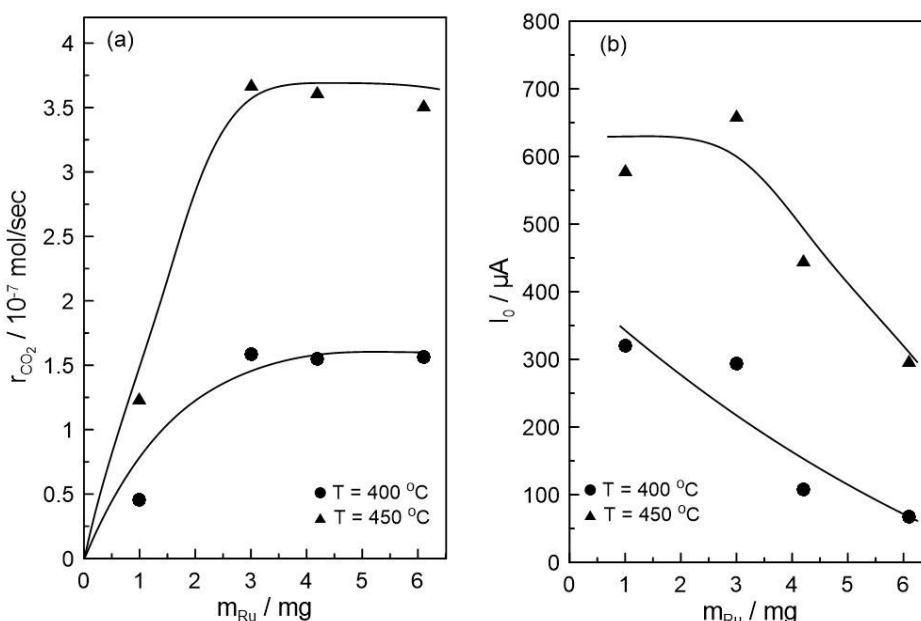 (a)
4
3.5
3
2.5
2
1.5
1
0.5
0
r_CO₂ / 10⁻⁷ mol/sec
● T = 400 °C
▲ T = 450 °C
0 1 2 3 4 5 6
m_Ru / mg
(b)
800
700
600
500
400
300
200
100
0
I₀ / μA
● T = 400 °C
▲ T = 450 °C
0 1 2 3 4 5 6
m_Ru / mg